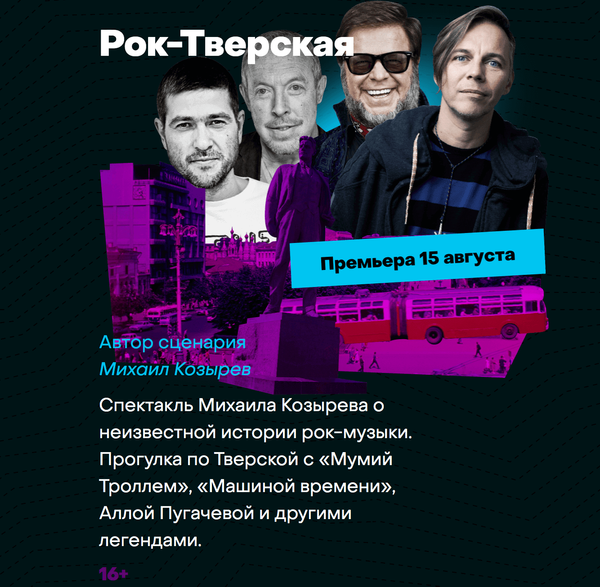 Рок-Тверская
Премьера 15 августа
Автор сценария
Михаил Козырев
Спектакль Михаила Козырева о
неизвестной истории рок-музыки.
Прогулка по Тверской с «Мумий
Троллем», «Машиной времени»,
Аллой Пугачевой и другими
легендами.
16+